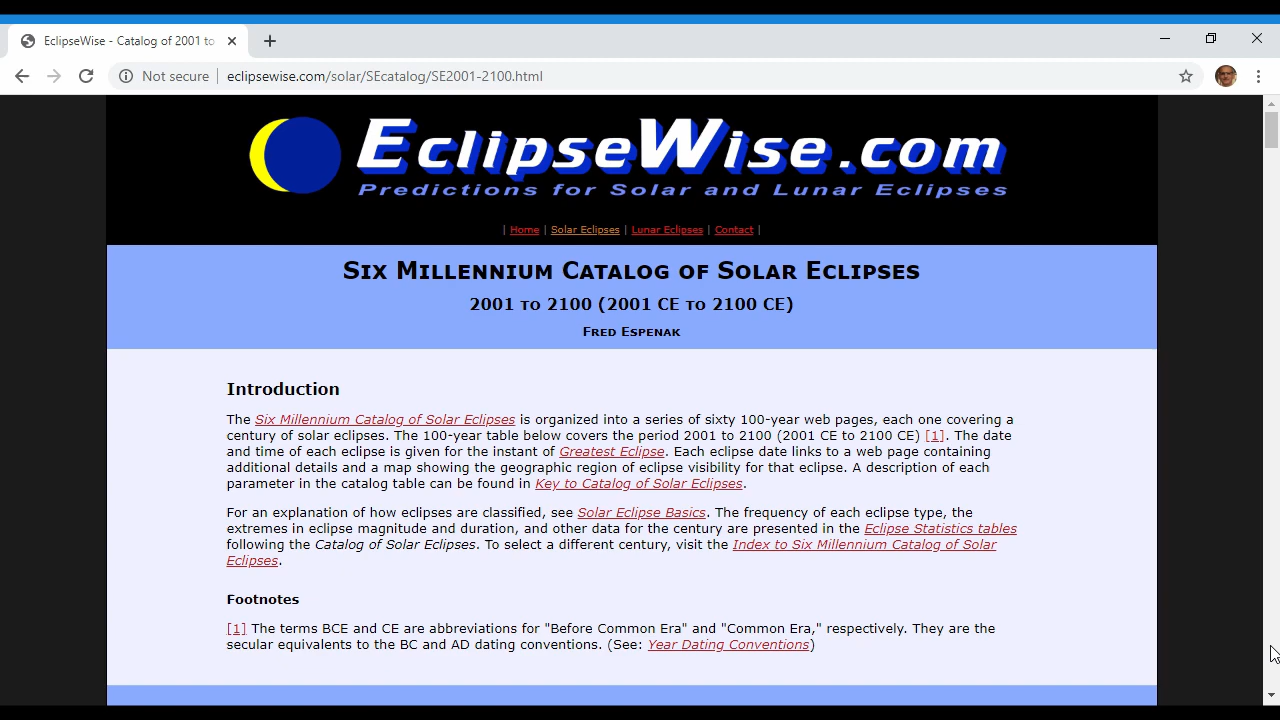 EclipseWise - Catalog of 2001 to
Not secure eclipsewise.com/solar/SEcatalog/SE2001-2100.html
EclipseWise.com
Predictions for Solar and Lunar Eclipses
| Home | Solar Eclipses | Lunar Eclipses | Contact |
Six Millennium Catalog of Solar Eclipses
2001 to 2100 (2001 CE to 2100 CE)
Fred Espenak
Introduction
The Six Millennium Catalog of Solar Eclipses is organized into a series of sixty 100-year web pages, each one covering a
century of solar eclipses. The 100-year table below covers the period 2001 to 2100 (2001 CE to 2100 CE) [1]. The date
and time of each eclipse is given for the instant of Greatest Eclipse. Each eclipse date links to a web page containing
additional details and a map showing the geographic region of eclipse visibility for that eclipse. A description of each
parameter in the catalog table can be found in Key to Catalog of Solar Eclipses.
For an explanation of how eclipses are classified, see Solar Eclipse Basics. The frequency of each eclipse type, the
extremes in eclipse magnitude and duration, and other data for the century are presented in the Eclipse Statistics tables
following the Catalog of Solar Eclipses. To select a different century, visit the Index to Six Millennium Catalog of Solar
Eclipses.
Footnotes
[1] The terms BCE and CE are abbreviations for "Before Common Era" and "Common Era," respectively. They are the
secular equivalents to the BC and AD dating conventions. (See: Year Dating Conventions)